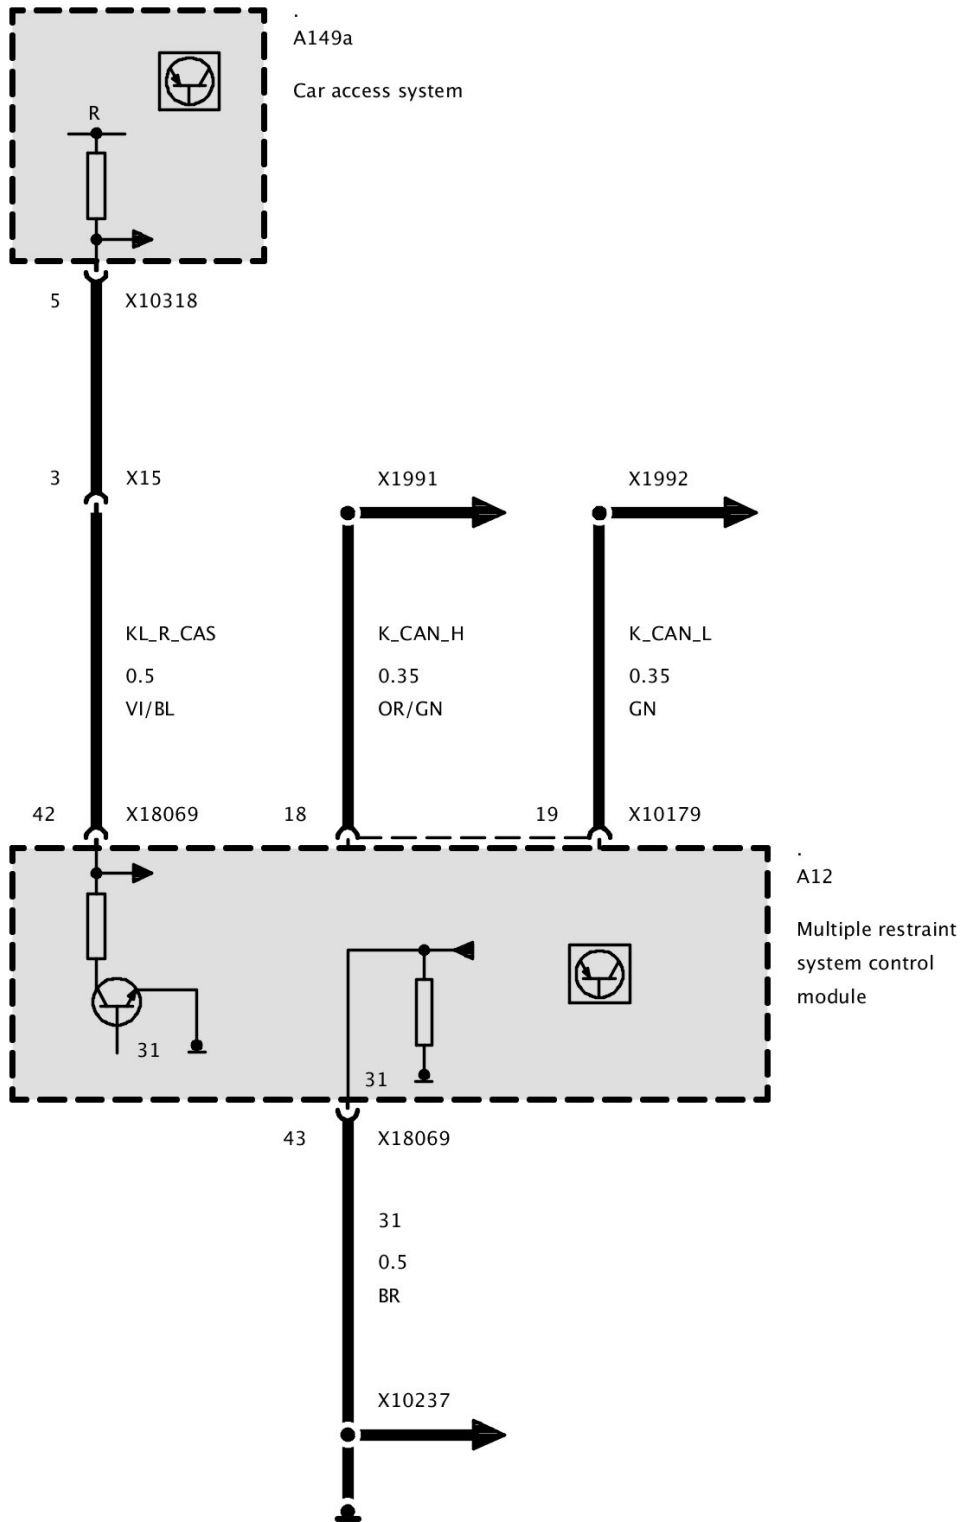 .
A149a
Car access system
R
5 X10318
3 X15
X1991
X1992
KL_R_CAS
0.5
VI/BL
K_CAN_H
0.35
OR/GN
K_CAN_L
0.35
GN
42 X18069
18
19 X10179
.
A12
Multiple restraint
system control
module
31
31
43 X18069
31
0.5
BR
X10237